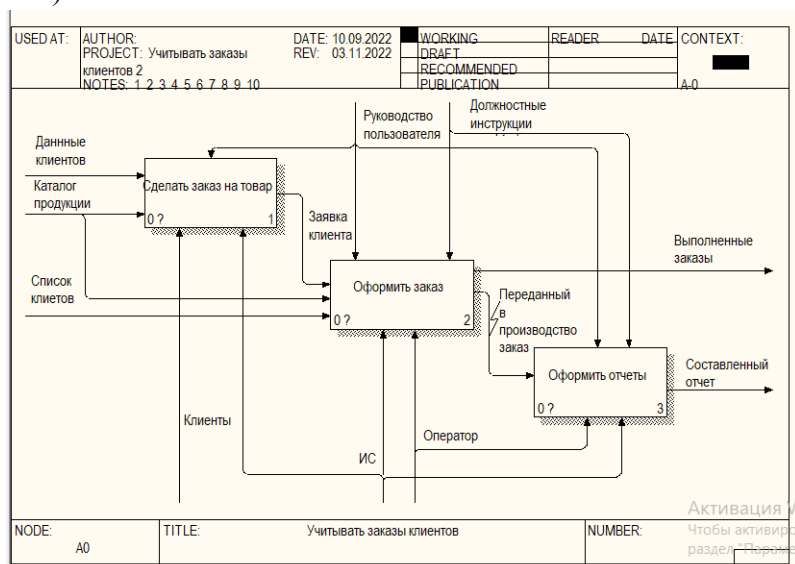 USED AT:
AUTHOR:
DATE: 10.09.2022
WORKING
READER
DATE
CONTEXT:
PROJECT: Учитывать заказы
REV: 03.11.2022
DRAFT
клиентов 2
RECOMMENDED
NOTES: 1 2 3 4 5 6 7 8 9 10
PUBLICATION
A-0
Руководство
пользователя
Должностные
инструкции
Даннные
клиентов
Каталог
продукции
Сделать заказ на товар
0 ?
1
Заявка
клиента
Выполненные
заказы
Список
клиетов
Оформить заказ
0 ?
2
Переданный
в
производство
заказ
Оформить отчеты
0 ?
3
Составленный
отчет
Клиенты
Оператор
ИС
Активация
Чтобы активиро
раздел "Параме
NODE:
A0
TITLE:
Учитывать заказы клиентов
NUMBER: